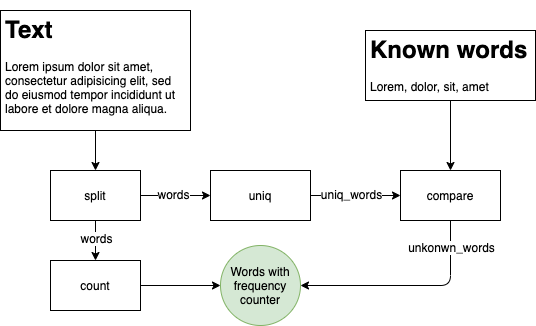 Text
Lorem ipsum dolor sit amet,
consectetur adipisicing elit, sed
do eiusmod tempor incididunt ut
labore et dolore magna aliqua.
Known words
Lorem, dolor, sit, amet
split
words
uniq
uniq_words
compare
words
unkonwn_words
count
Words with
frequency
counter